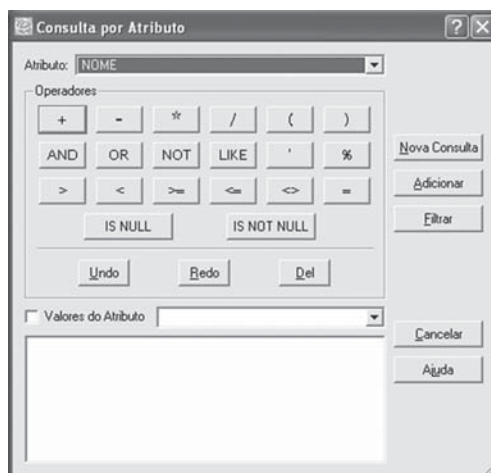 Consulta por Atributo
Atributo: NOME
Operadores
+ - * / ( )
AND OR NOT LIKE ' %
> < >= <= <> =
IS NULL IS NOT NULL
Undo Redo Del
Nova Consulta
Adicionar
Filtrar
Valores do Atributo
Cancelar
Ajuda